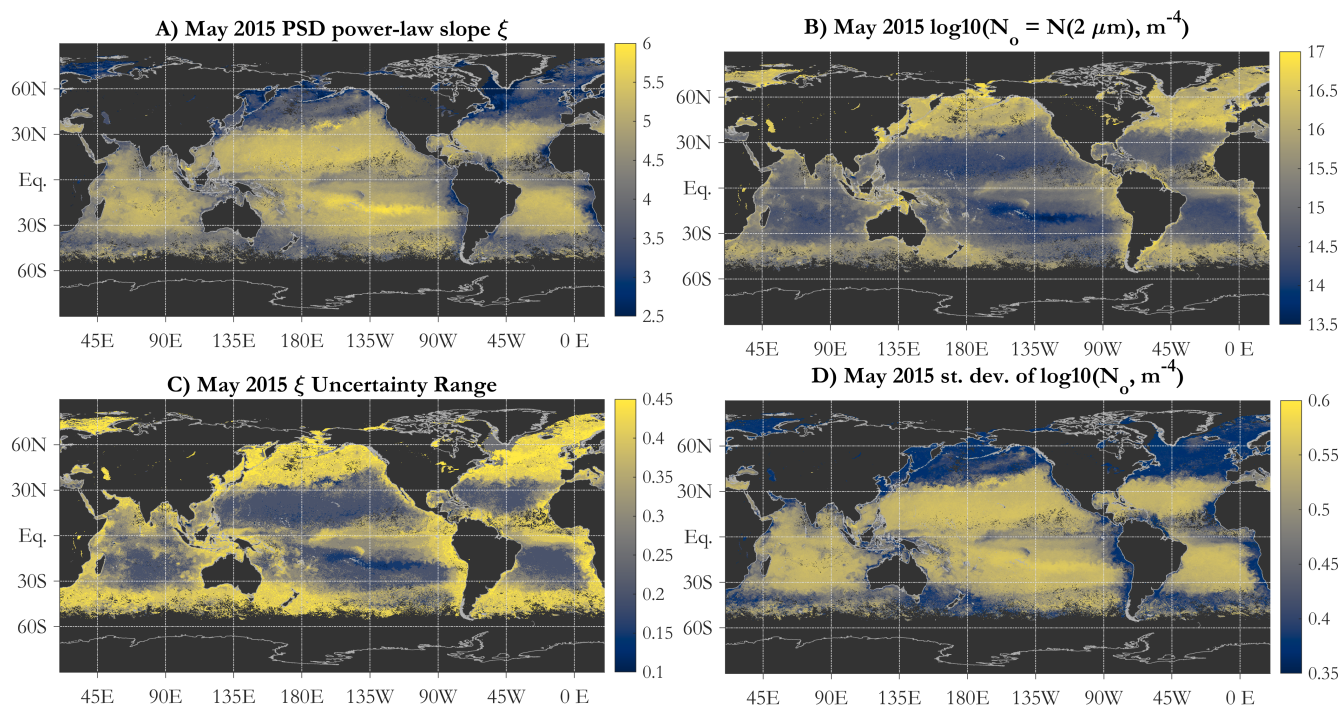 A) May 2015 PSD power-law slope ξ
60N
30N
Eq.
30S
60S
45E 90E 135E 180E 135W 90W 45W 0 E
6
5.5
5
4.5
4
3.5
3
2.5
B) May 2015 log10(N_o = N(2 μm), m^-4)
60N
30N
Eq.
30S
60S
45E 90E 135E 180E 135W 90W 45W 0 E
17
16.5
16
15.5
15
14.5
14
13.5
C) May 2015 ξ Uncertainty Range
60N
30N
Eq.
30S
60S
45E 90E 135E 180E 135W 90W 45W 0 E
0.45
0.4
0.35
0.3
0.25
0.2
0.15
0.1
D) May 2015 st. dev. of log10(N_o, m^-4)
60N
30N
Eq.
30S
60S
45E 90E 135E 180E 135W 90W 45W 0 E
0.6
0.55
0.5
0.45
0.4
0.35